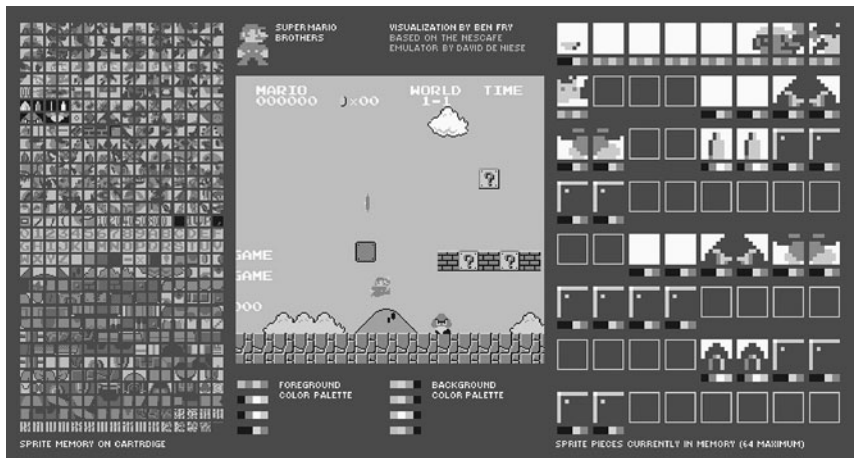 SUPER MARIO
BROTHERS
VISUALIZATION BY BEN FRY
BASED ON THE NESCAFE
EMULATOR BY DAVID DE NIESE
MARIO
WORLD
TIME
000000
x00
1-1
?
? ?
GAME
GAME
000
FOREGROUND
COLOR PALETTE
BACKGROUND
COLOR PALETTE
SPRITE MEMORY ON CARTRDIGE
SPRITE PIECES CURRENTLY IN MEMORY (64 MAXIMUM)